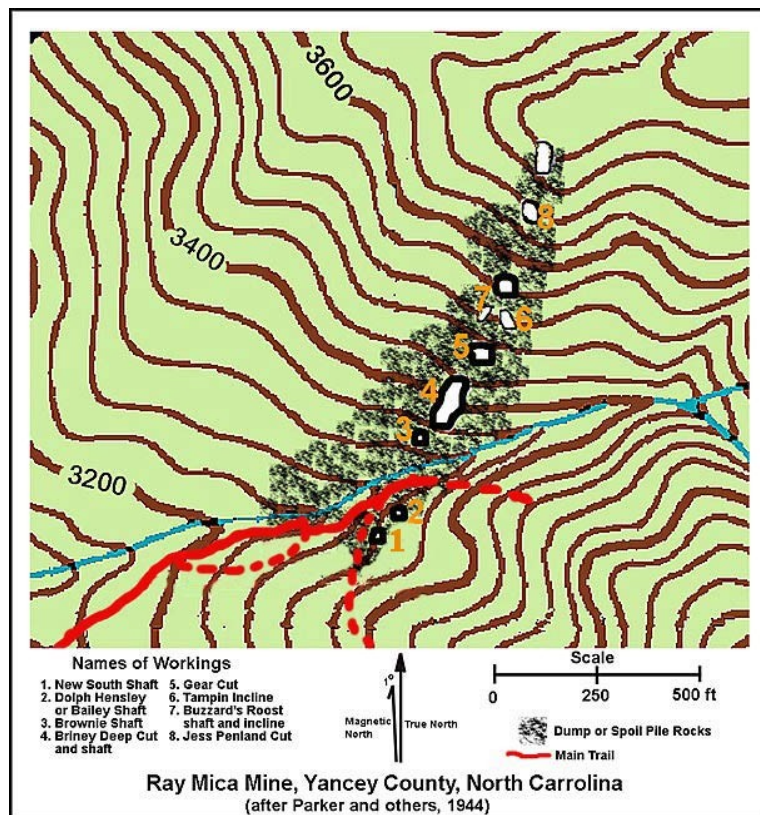 3600
3400
3200
8
7
6
5
4
3
2
1
Names of Workings
1. New South Shaft
2. Dolph Hensley
or Bailey Shaft
3. Brownie Shaft
4. Briney Deep Cut
and shaft
5. Gear Cut
6. Tampin Incline
7. Buzzard's Roost
shaft and incline
8. Jess Penland Cut
1°
Magnetic
North
True North
Scale
0 250 500 ft
Dump or Spoil Pile Rocks
Main Trail
Ray Mica Mine, Yancey County, North Carrolina
(after Parker and others, 1944)